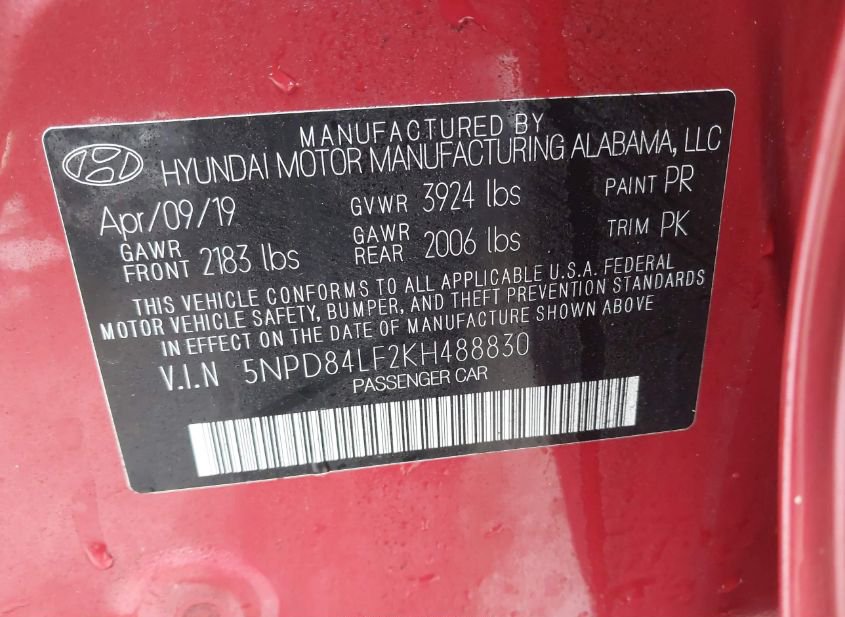 MANUFACTURED BY
HYUNDAI MOTOR MANUFACTURING ALABAMA, LLC
Apr/09/19 GVWR 3924 lbs PAINT PR
GAWR FRONT 2183 lbs GAWR REAR 2006 lbs TRIM PK
THIS VEHICLE CONFORMS TO ALL APPLICABLE U.S.A. FEDERAL
MOTOR VEHICLE SAFETY, BUMPER, AND THEFT PREVENTION STANDARDS
IN EFFECT ON THE DATE OF MANUFACTURE SHOWN ABOVE
V.I.N 5NPD84LF2KH488830
PASSENGER CAR